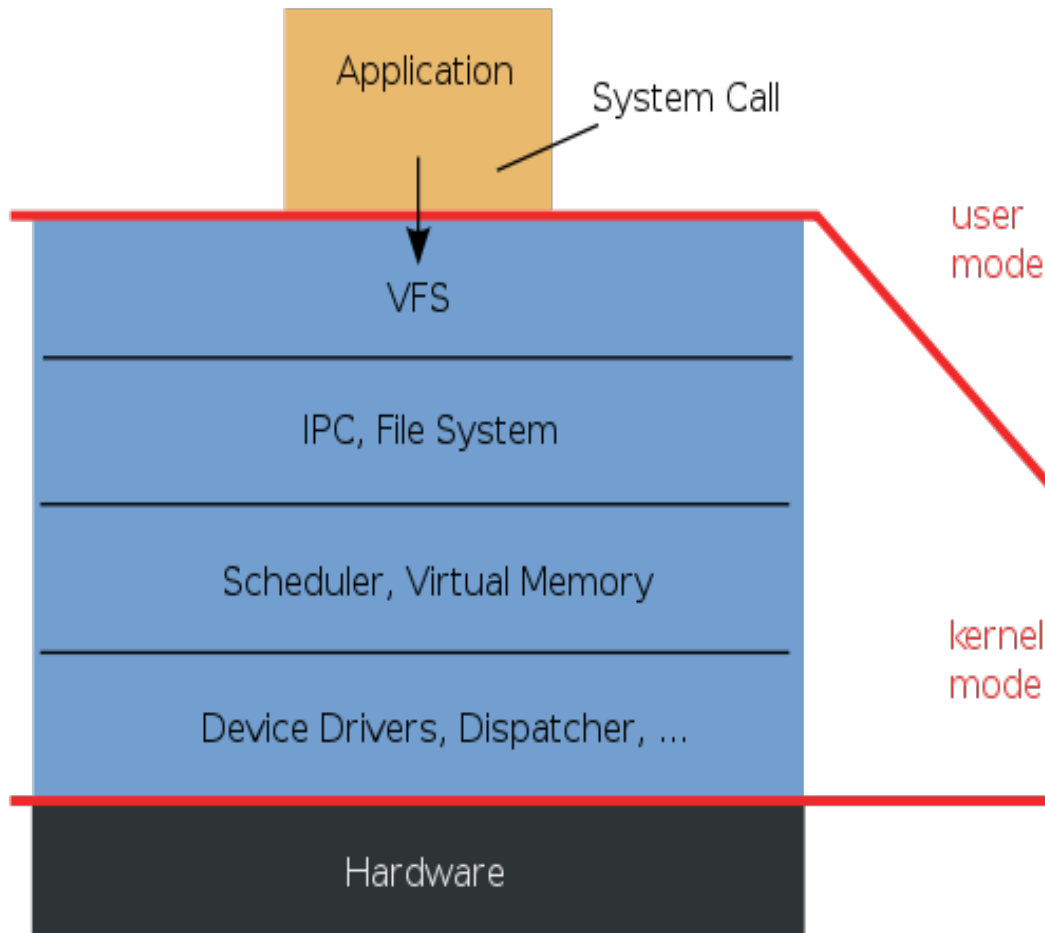 Application
System Call
user
mode
VFS
IPC, File System
Scheduler, Virtual Memory
kernel
mode
Device Drivers, Dispatcher, ...
Hardware